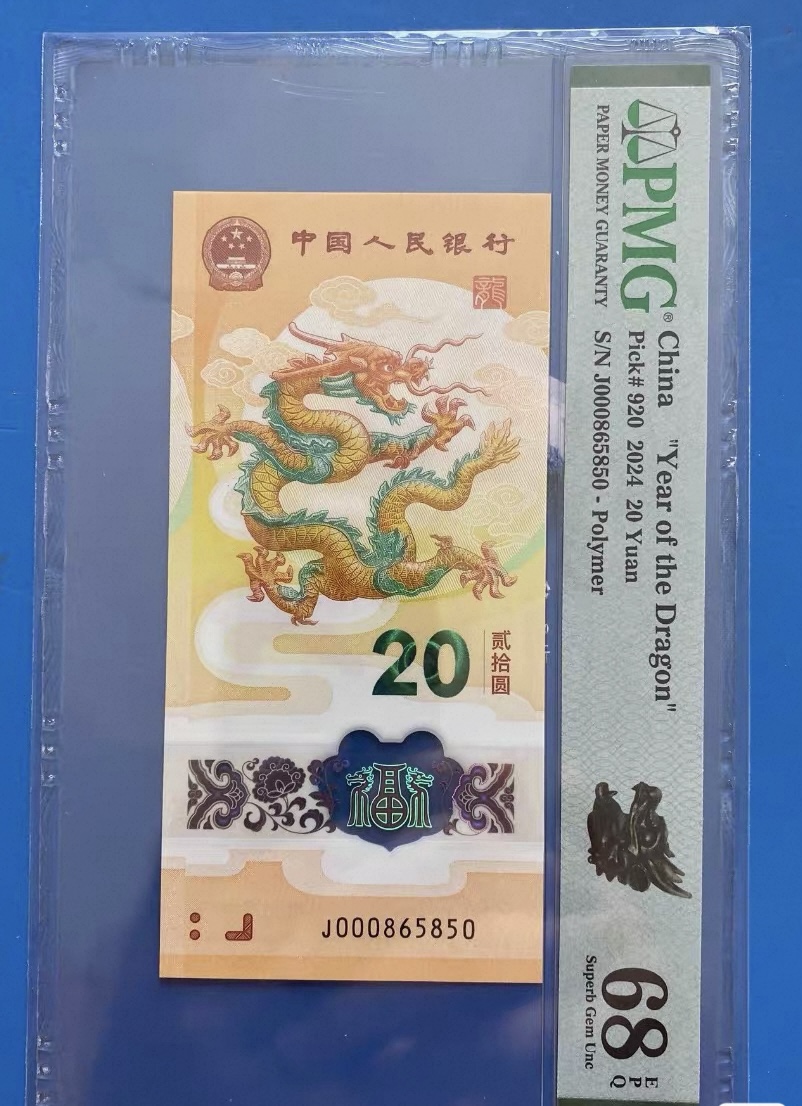 中国人民银行
龍
20
贰拾圆
福
J000865850
PMG®
PAPER MONEY GUARANTY
China "Year of the Dragon"
Pick# 920 2024 20 Yuan
S/N J000865850 - Polymer
68
EPQ
Superb Gem Unc